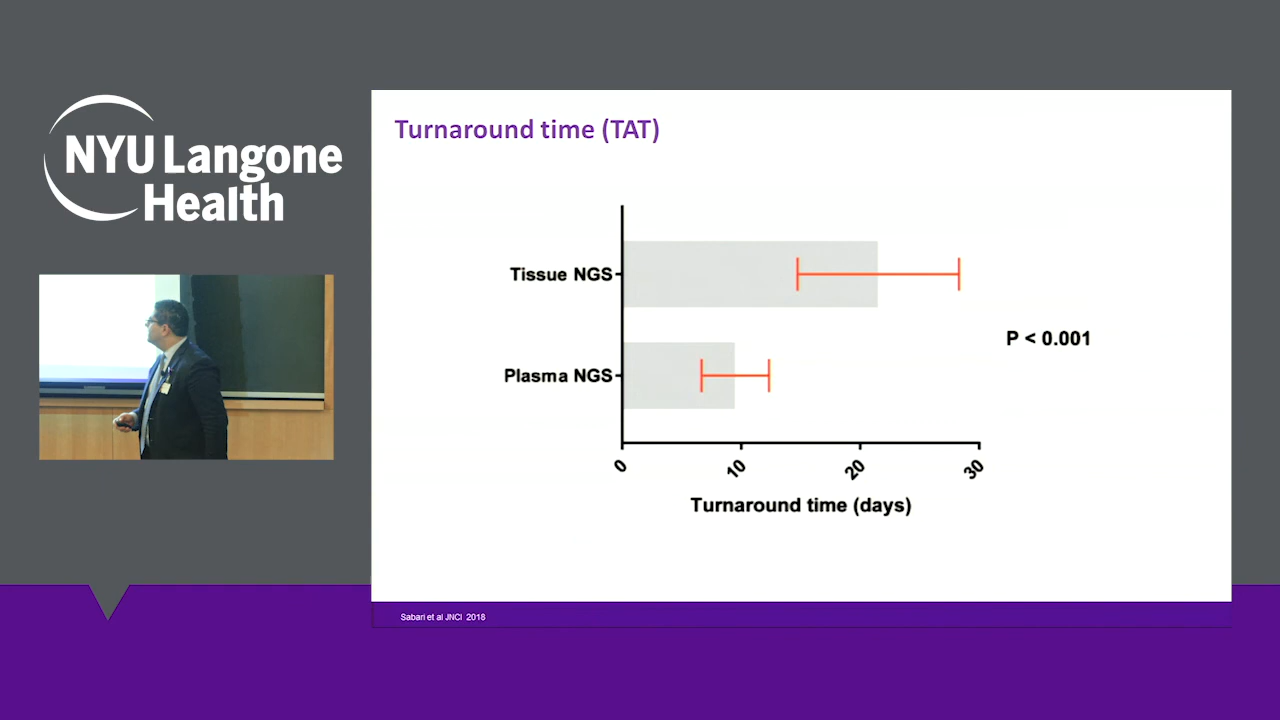 NYU Langone
Health
Turnaround time (TAT)
Tissue NGS
Plasma NGS
P < 0.001
0
10
20
30
Turnaround time (days)
Sabari et al JNCI 2018